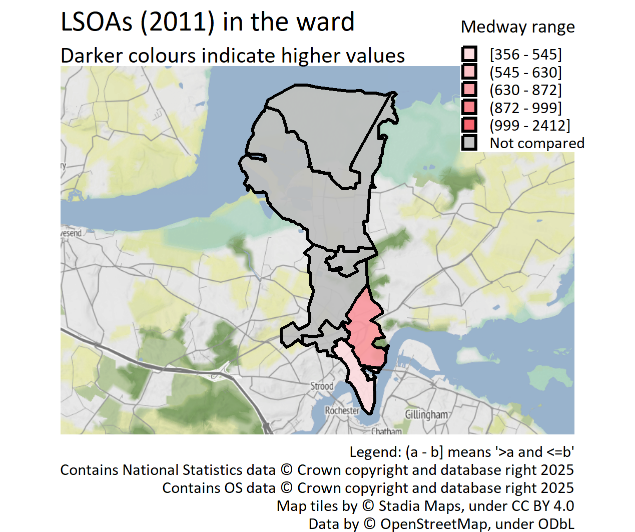 LSOAs (2011) in the ward
Darker colours indicate higher values
Medway range
[356 - 545]
(545 - 630]
(630 - 872]
(872 - 999]
(999 - 2412]
Not compared
ry
vesend
Strood
Rochester
Gillingham
Chatham
Legend: (a - b] means '>a and <=b'
Contains National Statistics data © Crown copyright and database right 2025
Contains OS data © Crown copyright and database right 2025
Map tiles by © Stadia Maps, under CC BY 4.0
Data by © OpenStreetMap, under ODbL